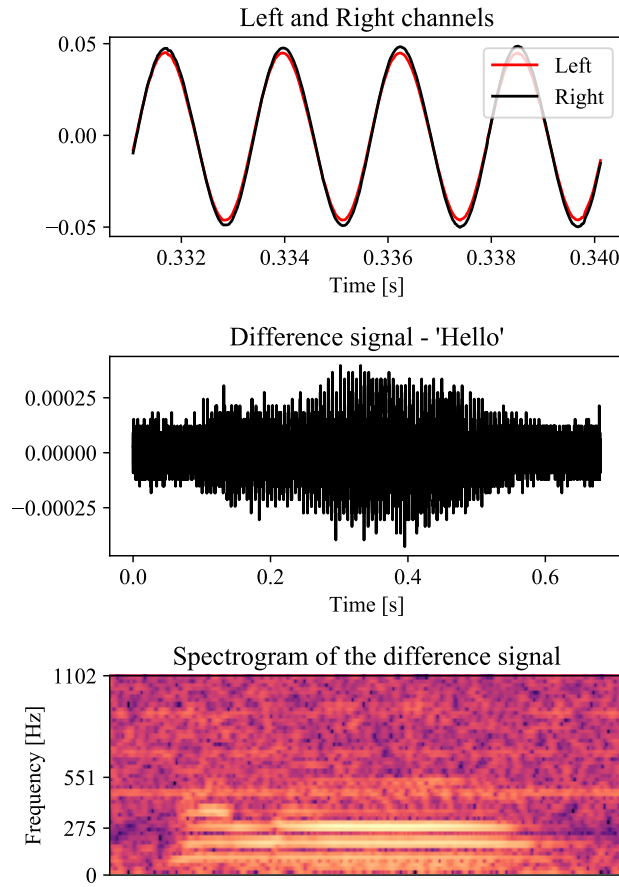 Left and Right channels
0.05
0.00
−0.05
Left
Right
0.332 0.334 0.336 0.338 0.340
Time [s]
Difference signal - 'Hello'
0.00025
0.00000
−0.00025
0.0 0.2 0.4 0.6
Time [s]
Spectrogram of the difference signal
1102
551
275
0
Frequency [Hz]